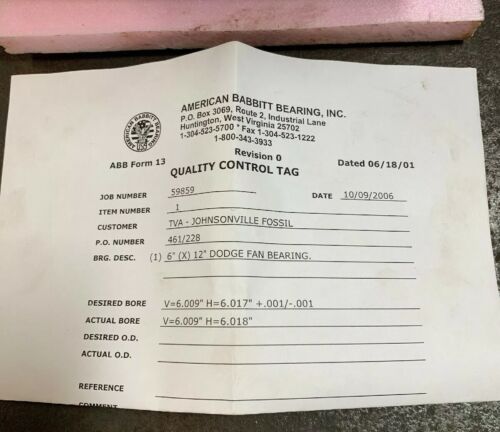 AMERICAN BABBITT BEARING, INC.
P.O. Box 3069, Route 2, Industrial Lane
Huntington, West Virginia 25702
1-304-523-5700 * Fax 1-304-523-1222
1-800-343-3933
AMERICAN BABBITT BEARING
ABB Form 13 Revision 0 Dated 06/18/01
QUALITY CONTROL TAG
JOB NUMBER 59859 DATE 10/09/2006
ITEM NUMBER 1
CUSTOMER TVA - JOHNSONVILLE FOSSIL
P.O. NUMBER 461/228
BRG. DESC. (1) 6" (X) 12" DODGE FAN BEARING.
DESIRED BORE V=6.009" H=6.017" +.001/-.001
ACTUAL BORE V=6.009" H=6.018"
DESIRED O.D.
ACTUAL O.D.
REFERENCE
COMMENT